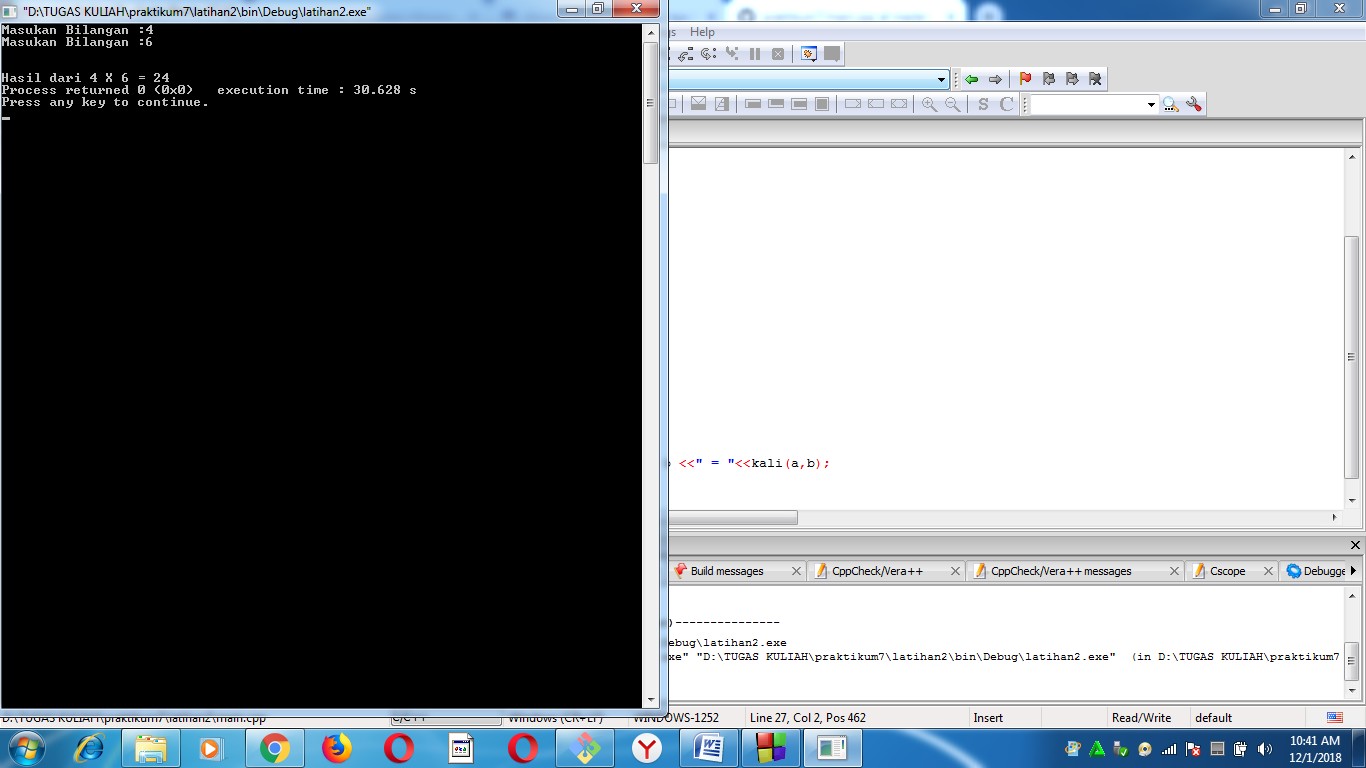 "D:\TUGAS KULIAH\praktikum7\latihan2\bin\Debug\latihan2.exe"
Masukan Bilangan :4
Masukan Bilangan :6
Hasil dari 4 X 6 = 24
Process returned 0 (0x0)   execution time : 30.628 s
Press any key to continue.
Help
S C
<<" = "<<kali(a,b);
Build messages
CppCheck/Vera++
CppCheck/Vera++ messages
Cscope
Debugge
)---------------
ebug\latihan2.exe
xe" "D:\TUGAS KULIAH\praktikum7\latihan2\bin\Debug\latihan2.exe"  (in D:\TUGAS KULIAH\praktikum7
D:\TUGAS KULIAH\praktikum7\latihan2\main.cpp
C/C++
Windows (CR+LF)
WINDOWS-1252
Line 27, Col 2, Pos 462
Insert
Read/Write
default
10:41 AM
12/1/2018